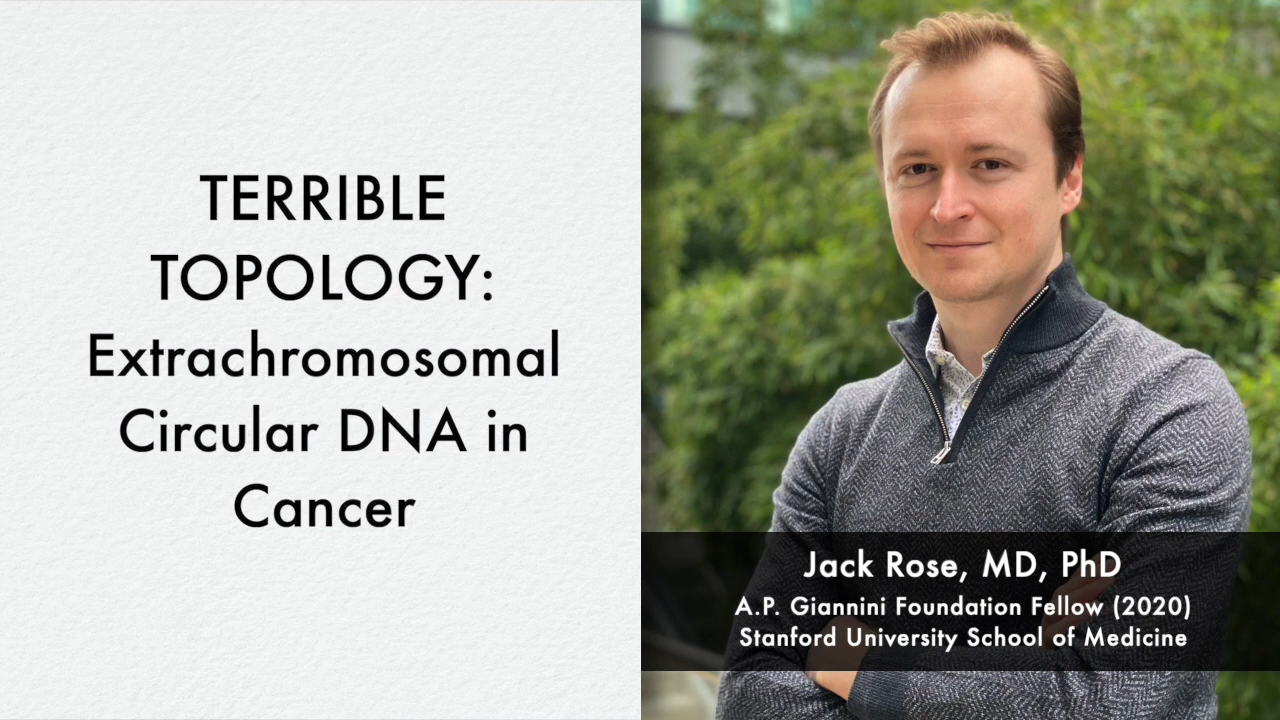 TERRIBLE
TOPOLOGY:
Extrachromosomal
Circular DNA in
Cancer
Jack Rose, MD, PhD
A.P. Giannini Foundation Fellow (2020)
Stanford University School of Medicine